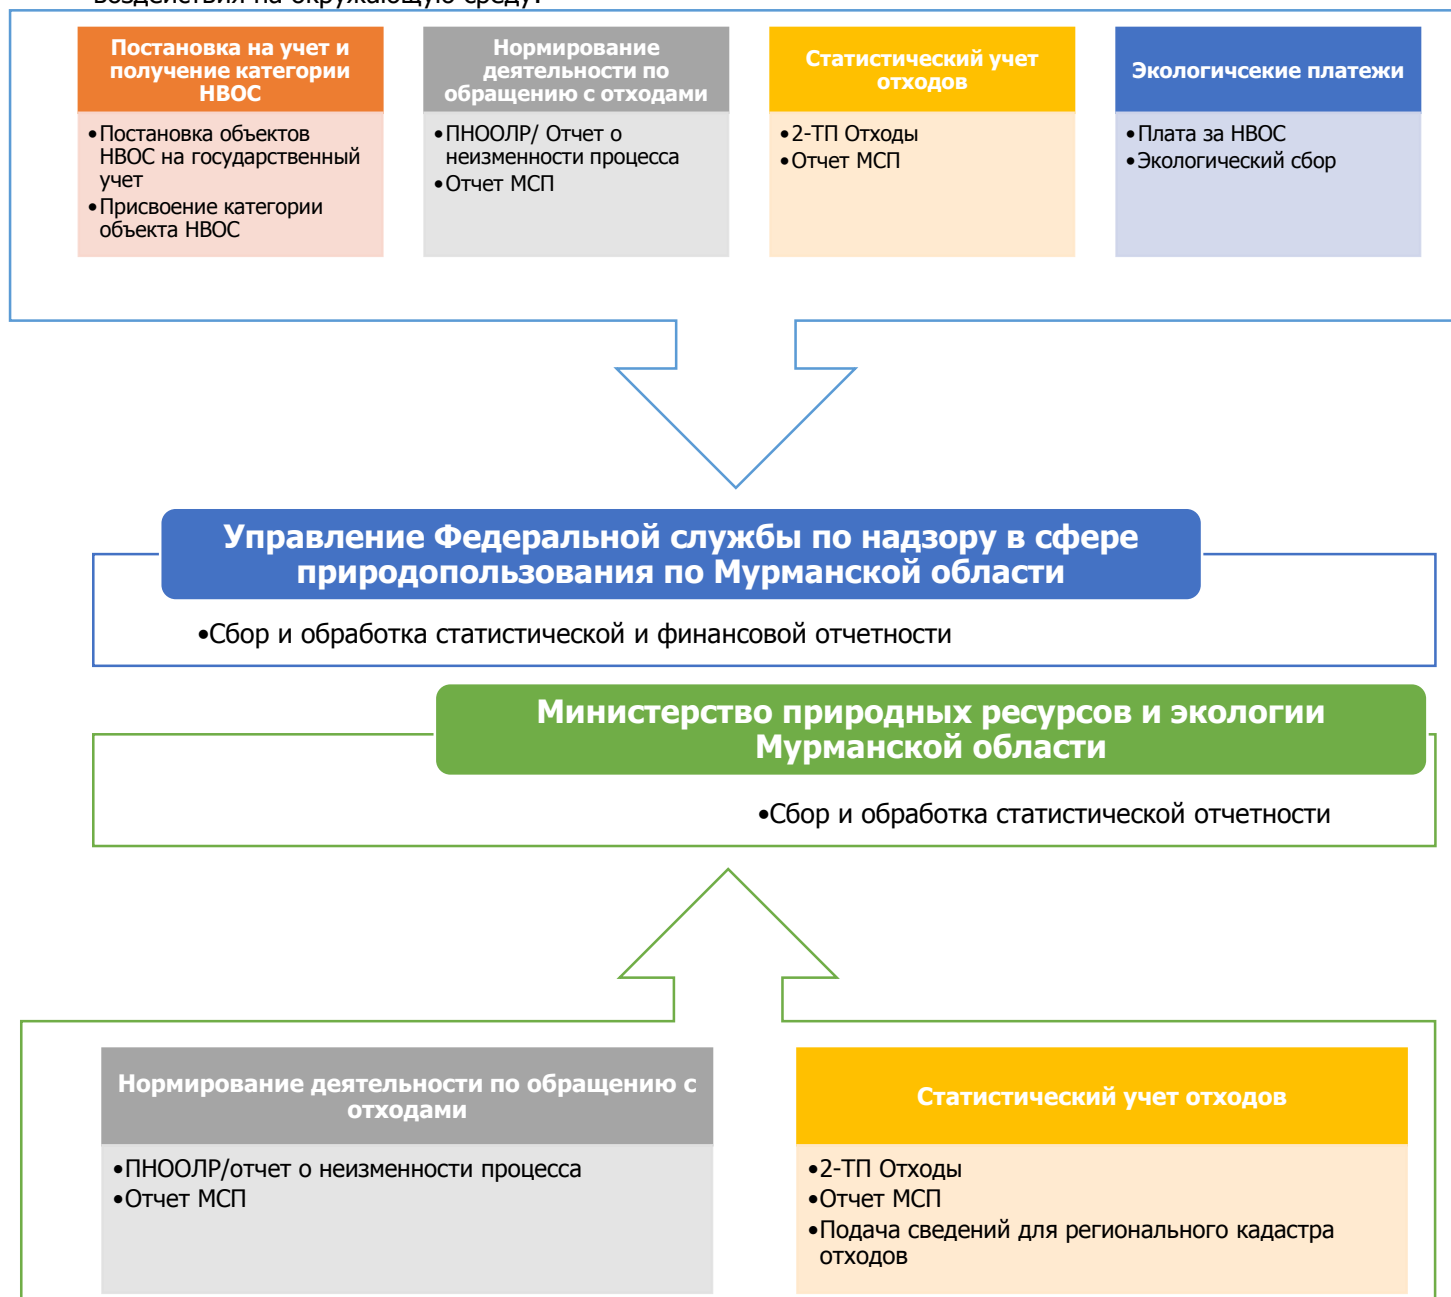 воздействия на окружающую среду.
Постановка на учет и
получение категории
НВОС
•Постановка объектов
НВОС на государственный
учет
•Присвоение категории
объекта НВОС
Нормирование
деятельности по
обращению с отходами
•ПНООЛР/ Отчет о
неизменности процесса
•Отчет МСП
Статистический учет
отходов
•2-ТП Отходы
•Отчет МСП
Экологичсекие платежи
•Плата за НВОС
•Экологический сбор
Управление Федеральной службы по надзору в сфере
природопользования по Мурманской области
•Сбор и обработка статистической и финансовой отчетности
Министерство природных ресурсов и экологии
Мурманской области
•Сбор и обработка статистической отчетности
Нормирование деятельности по обращению с
отходами
•ПНООЛР/отчет о неизменности процесса
•Отчет МСП
Статистический учет отходов
•2-ТП Отходы
•Отчет МСП
•Подача сведений для регионального кадастра
отходов